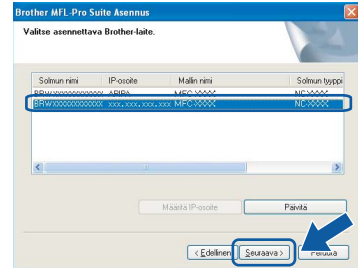 Brother MFL-Pro Suite Asennus
Valitse asennettava Brother-laite.
Solmun nimi IP-osoite Mallin nimi Solmun tyyppi
BRWXXXXXXXXXXXX APIPA MFC-XXXX NC-XXXX
BRWXXXXXXXXXXXX xxx.xxx.xxx.xxx MFC-XXXX NC-XXXX
Määritä IP-osoite Päivitä
< Edellinen Seuraava > Peruuta